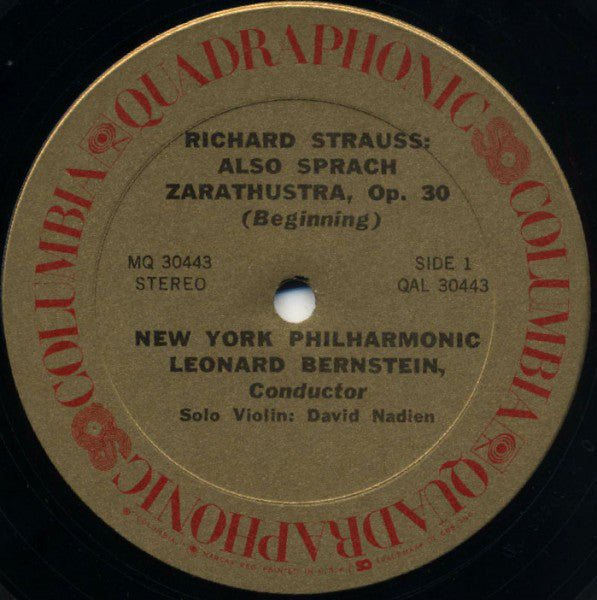 COLUMBIA QUADRAPHONIC COLUMBIA QUADRAPHONIC
RICHARD STRAUSS:
ALSO SPRACH
ZARATHUSTRA, Op. 30
(Beginning)
MQ 30443
STEREO
SIDE 1
QAL 30443
NEW YORK PHILHARMONIC
LEONARD BERNSTEIN,
Conductor
Solo Violin: David Nadien